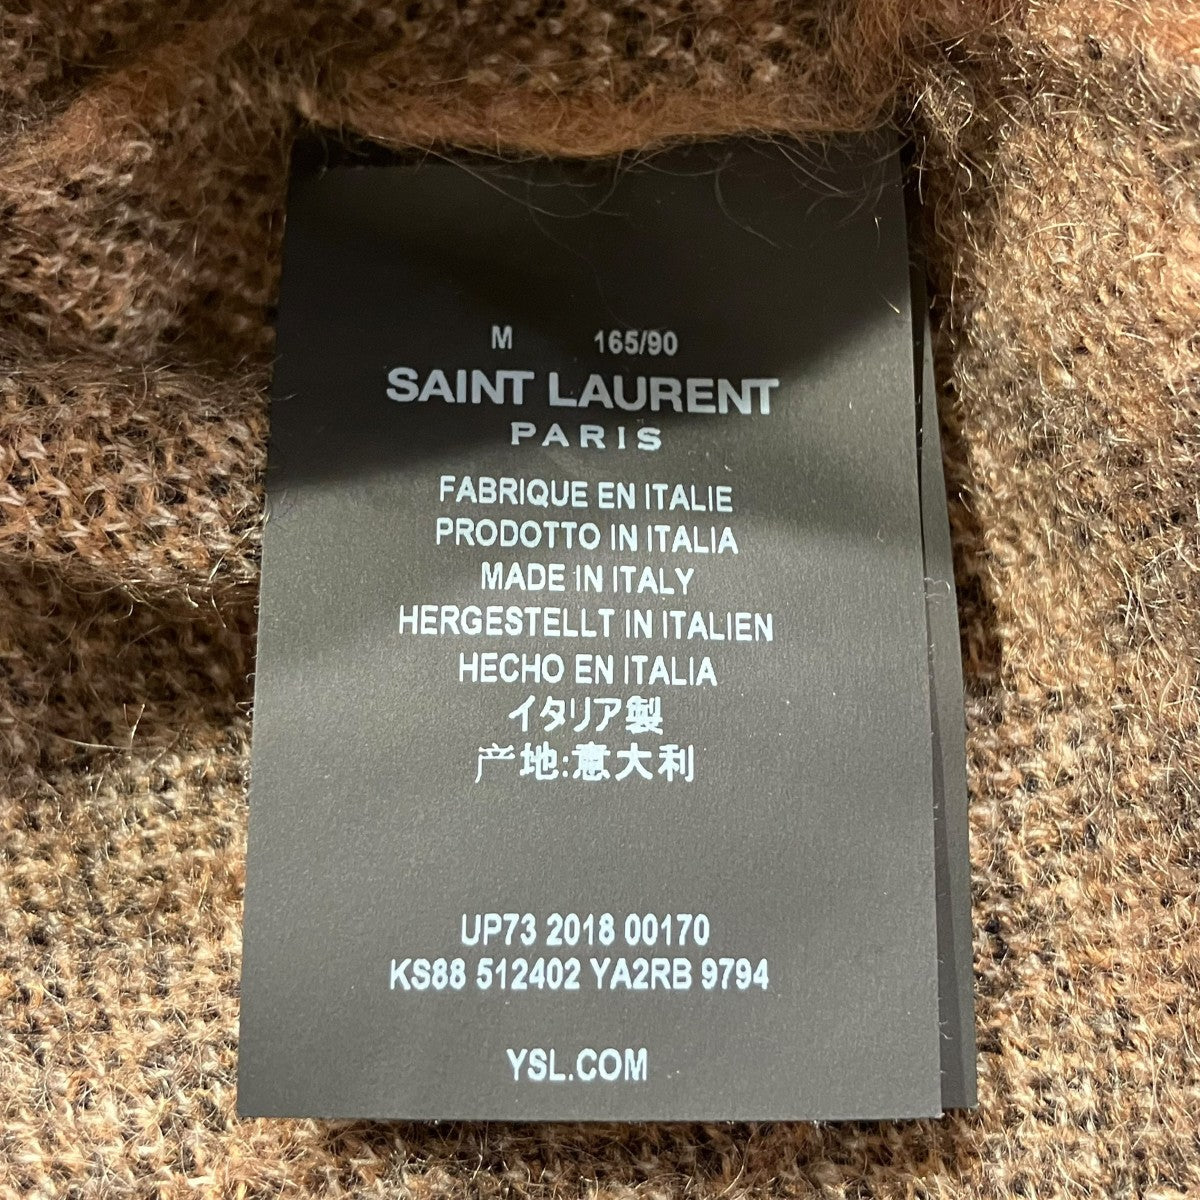 M 165/90
SAINT LAURENT
PARIS
FABRIQUE EN ITALIE
PRODOTTO IN ITALIA
MADE IN ITALY
HERGESTELLT IN ITALIEN
HECHO EN ITALIA
イタリア製
产地:意大利
UP73 2018 00170
KS88 512402 YA2RB 9794
YSL.COM